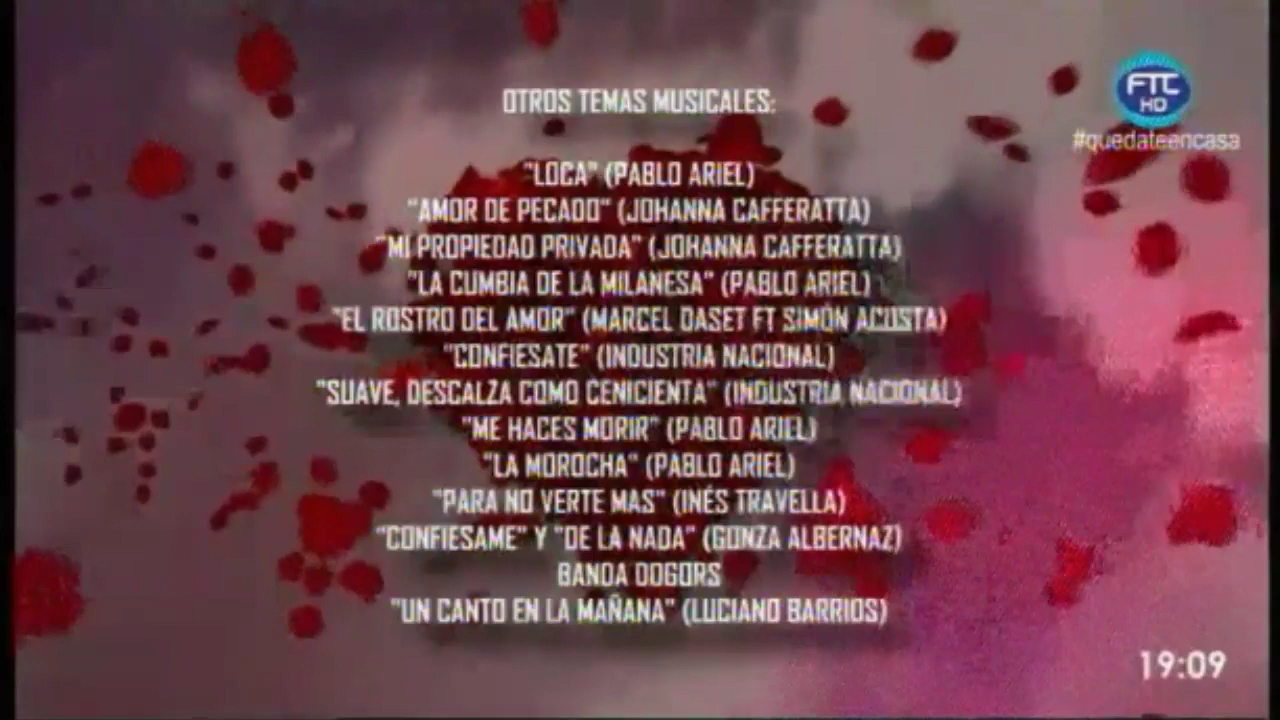 FTC
HD
#quedateencasa
OTROS TEMAS MUSICALES:
"LOCA" (PABLO ARIEL)
"AMOR DE PECADO" (JOHANNA CAFFERATTA)
"MI PROPIEDAD PRIVADA" (JOHANNA CAFFERATTA)
"LA CUMBIA DE LA MILANESA" (PABLO ARIEL)
"EL ROSTRO DEL AMOR" (MARCEL DASET FT SIMÓN ACOSTA)
"CONFIESATE" (INDUSTRIA NACIONAL)
"SUAVE, DESCALZA COMO CENICIENTA" (INDUSTRIA NACIONAL)
"ME HACES MORIR" (PABLO ARIEL)
"LA MOROCHA" (PABLO ARIEL)
"PARA NO VERTE MAS" (INÉS TRAVELLA)
"CONFIESAME" Y "DE LA NADA" (GONZA ALBERNAZ)
BANDA DOGORS
"UN CANTO EN LA MAÑANA" (LUCIANO BARRIOS)
19:09